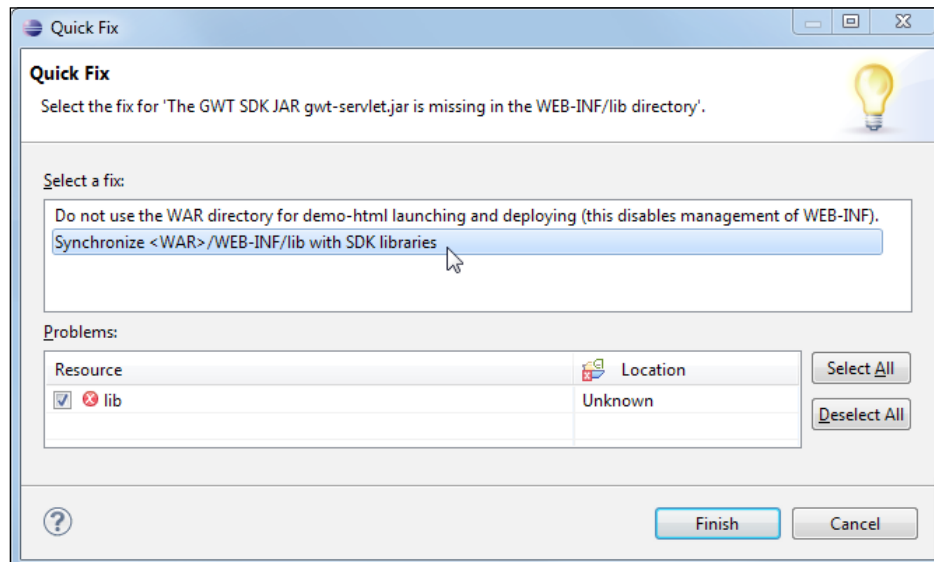 Quick Fix
Quick Fix
Select the fix for 'The GWT SDK JAR gwt-servlet.jar is missing in the WEB-INF/lib directory'.
Select a fix:
Do not use the WAR directory for demo-html launching and deploying (this disables management of WEB-INF).
Synchronize <WAR>/WEB-INF/lib with SDK libraries
Problems:
Resource Location
Select All
lib Unknown
Deselect All
? Finish Cancel